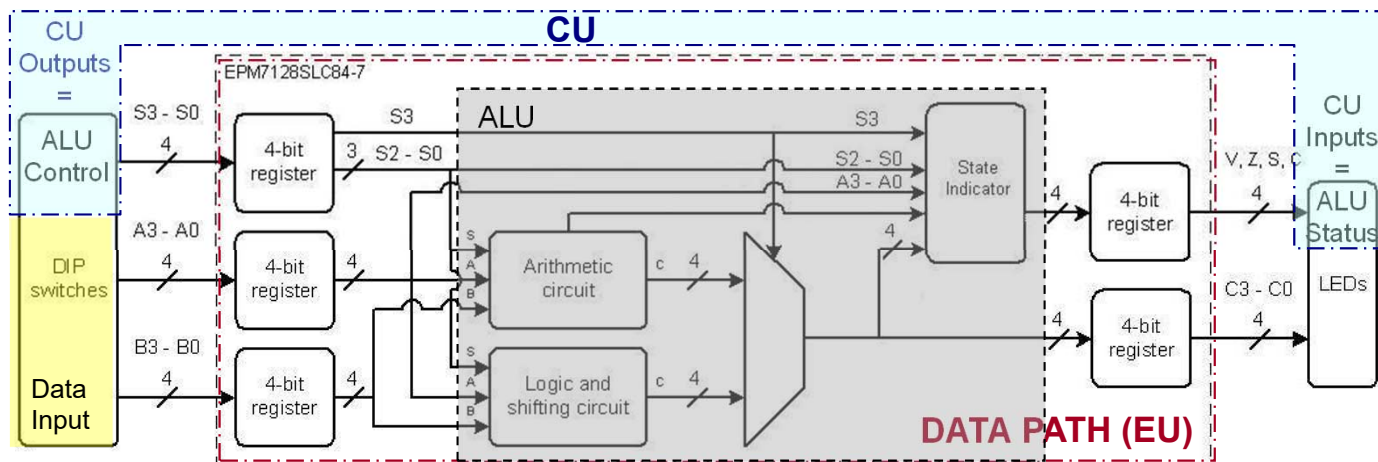 CU
CU
Outputs
=
ALU
Control
DIP
switches
Data
Input
S3 - S0
4
A3 - A0
4
B3 - B0
4
EPM7128SLC84-7
4-bit
register
4-bit
register
4-bit
register
S3
3
S2 - S0
4
4
ALU
S3
S2 - S0
A3 - A0
S
A
B
Arithmetic
circuit
c
4
S
A
B
Logic and
shifting circuit
c
4
4
State
Indicator
4
4-bit
register
4
4-bit
register
DATA PATH (EU)
V, Z, S, C
4
C3 - C0
4
CU
Inputs
=
ALU
Status
LEDs